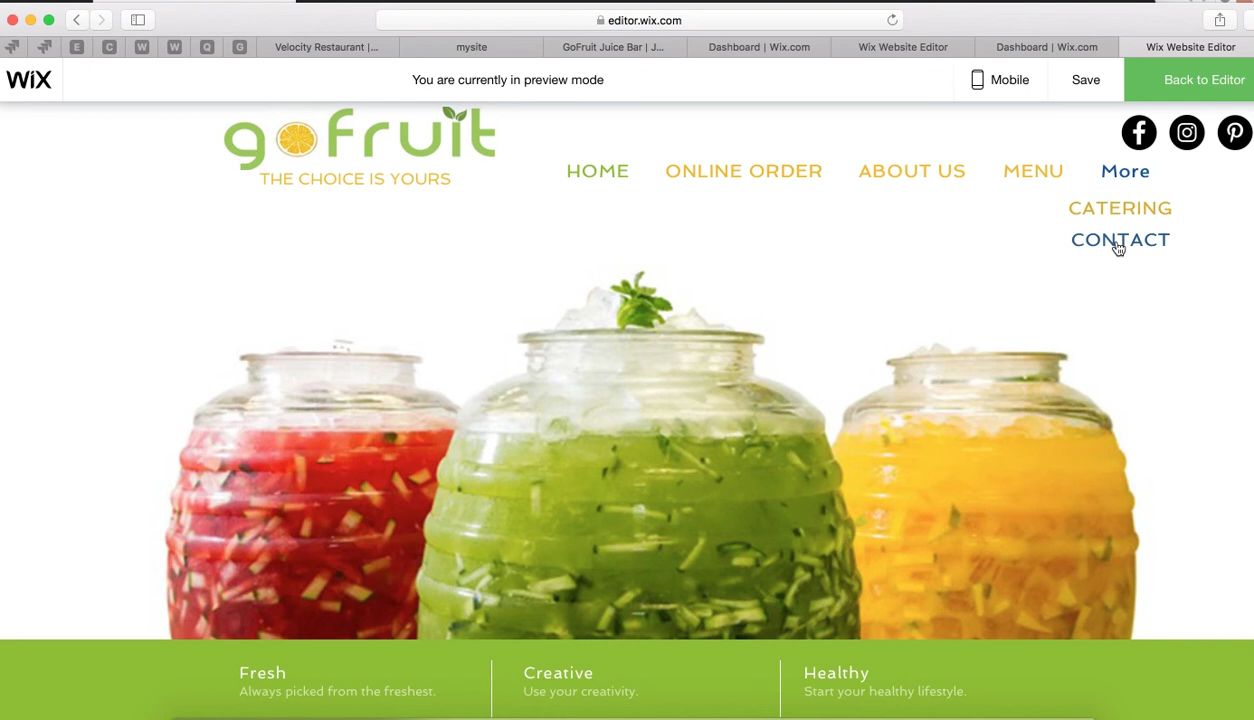 editor.wix.com
E C W W Q G Velocity Restaurant |... mysite GoFruit Juice Bar | J... Dashboard | Wix.com Wix Website Editor Dashboard | Wix.com Wix Website Editor
WiX You are currently in preview mode Mobile Save Back to Editor
gofruit
THE CHOICE IS YOURS
HOME ONLINE ORDER ABOUT US MENU More
CATERING
CONTACT
Fresh Creative Healthy
Always picked from the freshest. Use your creativity. Start your healthy lifestyle.